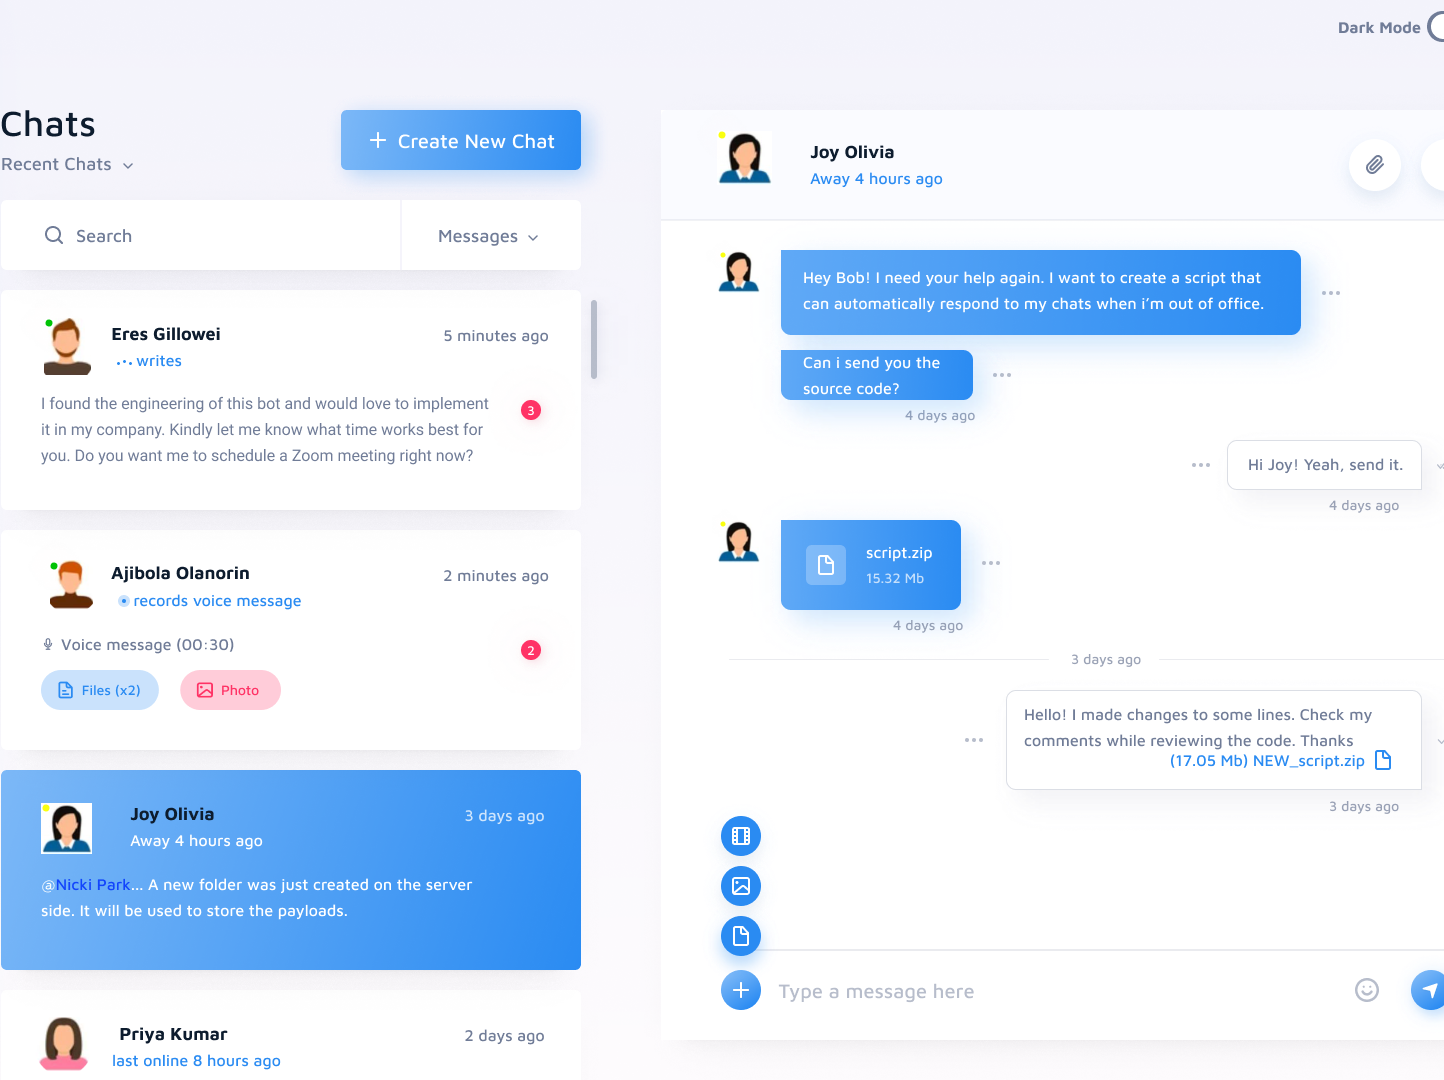 Dark Mode
Chats
Recent Chats
Create New Chat
Search
Messages
Eres Gillowei
5 minutes ago
writes
I found the engineering of this bot and would love to implement
it in my company. Kindly let me know what time works best for
you. Do you want me to schedule a Zoom meeting right now?
3
Ajibola Olanorin
2 minutes ago
records voice message
Voice message (00:30)
2
Files (x2)
Photo
Joy Olivia
3 days ago
Away 4 hours ago
@Nicki Park... A new folder was just created on the server
side. It will be used to store the payloads.
Priya Kumar
2 days ago
last online 8 hours ago
Joy Olivia
Away 4 hours ago
Hey Bob! I need your help again. I want to create a script that
can automatically respond to my chats when i'm out of office.
Can i send you the
source code?
4 days ago
Hi Joy! Yeah, send it.
4 days ago
script.zip
15.32 Mb
4 days ago
3 days ago
Hello! I made changes to some lines. Check my
comments while reviewing the code. Thanks
(17.05 Mb) NEW_script.zip
3 days ago
Type a message here